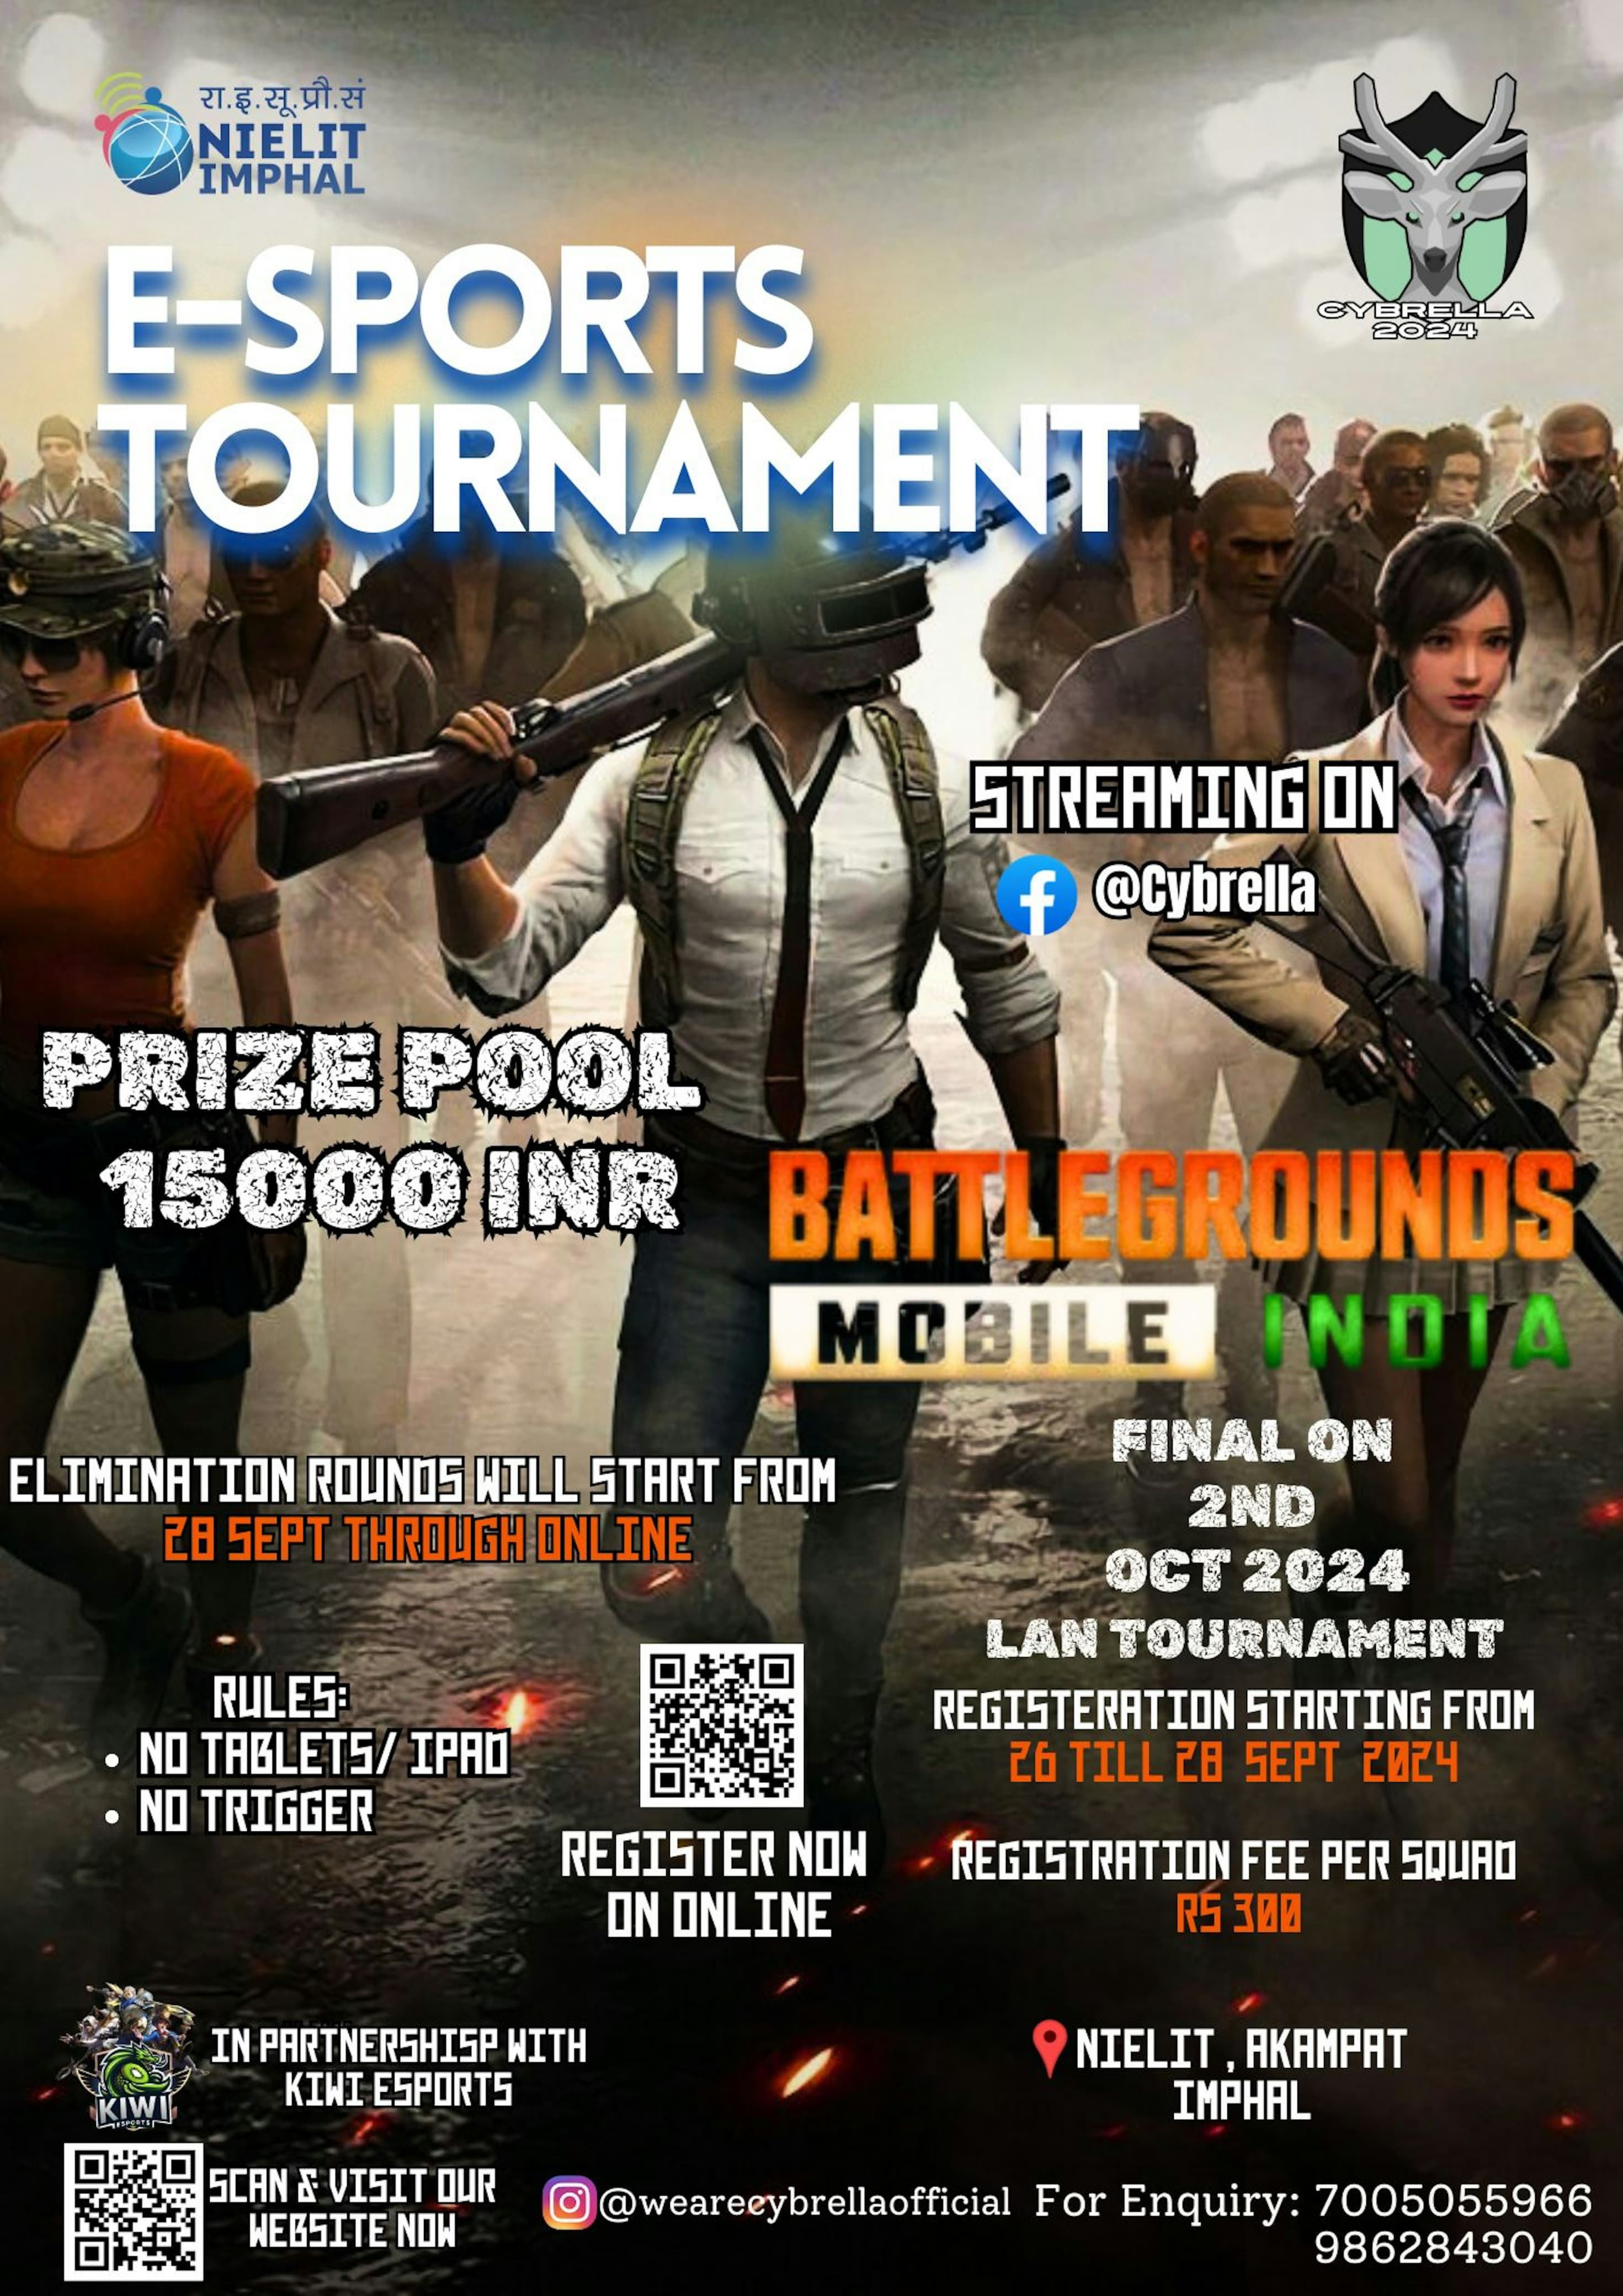 रा.इ.सू.प्रौ.सं
NIELIT
IMPHAL
CYBRELLA
2024
E-SPORTS
TOURNAMENT
STREAMING ON
@Cybrella
PRIZE POOL
15000 INR
BATTLEGROUNDS
MOBILE INDIA
FINAL ON
2ND
OCT 2024
LAN TOURNAMENT
ELIMINATION ROUNDS WILL START FROM
28 SEPT THROUGH ONLINE
RULES:
• NO TABLETS/ IPAD
• NO TRIGGER
REGISTER NOW
ON ONLINE
REGISTERATION STARTING FROM
26 TILL 28 SEPT 2024
REGISTRATION FEE PER SQUAD
RS 300
KIWI
ESPORTS
IN PARTNERSHISP WITH
KIWI ESPORTS
NIELIT , AKAMPAT
IMPHAL
SCAN & VISIT OUR
WEBSITE NOW
@wearecybrellaofficial
For Enquiry: 7005055966
9862843040